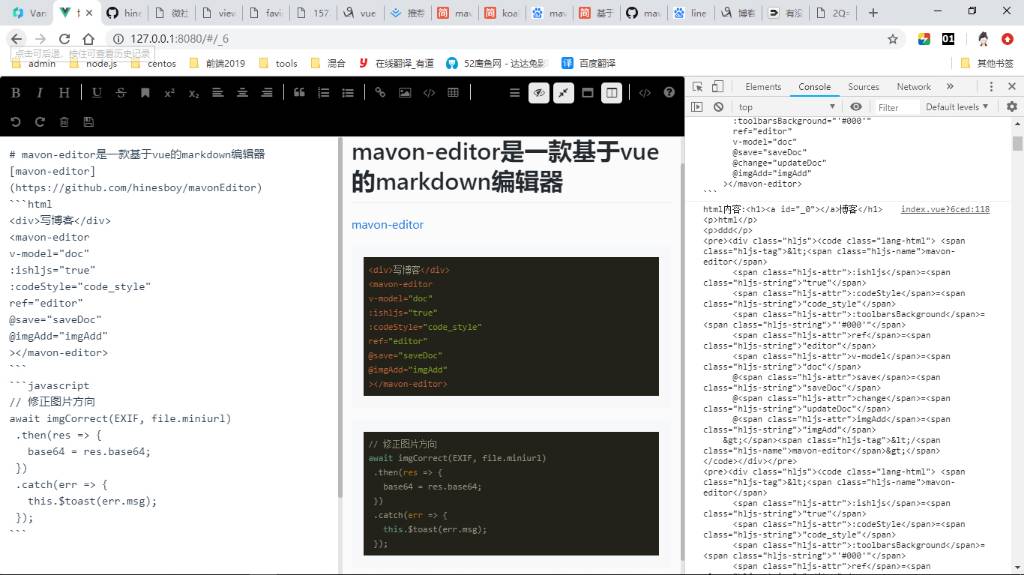 Van
hine
微社
view
favi
157
vue
推荐
mav
koa
mav
基于
mav
line
博客
有没
2Q=
127.0.0.1:8080/#/_6
点击可后退，按住可查看历史记录
admin
node.js
centos
前端2019
tools
混合
在线翻译_有道
52鹰鱼网 - 达达兔影
百度翻译
其他书签
Elements
Console
Sources
Network
top
Filter
Default levels
# mavon-editor是一款基于vue的markdown编辑器
[mavon-editor]
(https://github.com/hinesboy/mavonEditor)
```html
<div>写博客</div>
<mavon-editor
v-model="doc"
:ishljs="true"
:codeStyle="code_style"
ref="editor"
@save="saveDoc"
@imgAdd="imgAdd"
></mavon-editor>
```
```javascript
// 修正图片方向
await imgCorrect(EXIF, file.miniurl)
.then(res => {
base64 = res.base64;
})
.catch(err => {
this.$toast(err.msg);
});
```
mavon-editor是一款基于vue
的markdown编辑器
mavon-editor
<div>写博客</div>
<mavon-editor
v-model="doc"
:ishljs="true"
:codeStyle="code_style"
ref="editor"
@save="saveDoc"
@imgAdd="imgAdd"
></mavon-editor>
// 修正图片方向
await imgCorrect(EXIF, file.miniurl)
.then(res => {
base64 = res.base64;
})
.catch(err => {
this.$toast(err.msg);
});
:toolbarsBackground="'#000'"
ref="editor"
v-model="doc"
@save="saveDoc"
@change="updateDoc"
@imgAdd="imgAdd"
></mavon-editor>
```
html内容:<h1><a id="_0"></a>博客</h1> index.vue?6ced:118
<p>html</p>
<p>ddd</p>
<pre><div class="hljs"><code class="lang-html"> <span
class="hljs-tag">&lt;<span class="hljs-name">mavon-
editor</span>
<span class="hljs-attr">:ishljs</span>=<span
class="hljs-string">"true"</span>
<span class="hljs-attr">:codeStyle</span>=<span
class="hljs-string">"code_style"</span>
<span class="hljs-attr">:toolbarsBackground</span>=
<span class="hljs-string">"'#000'"</span>
<span class="hljs-attr">ref</span>=<span
class="hljs-string">"editor"</span>
<span class="hljs-attr">v-model</span>=<span
class="hljs-string">"doc"</span>
@<span class="hljs-attr">save</span>=<span
class="hljs-string">"saveDoc"</span>
@<span class="hljs-attr">change</span>=<span
class="hljs-string">"updateDoc"</span>
@<span class="hljs-attr">imgAdd</span>=<span
class="hljs-string">"imgAdd"</span>
&gt;</span><span class="hljs-tag">&lt;/<span
class="hljs-name">mavon-editor</span>&gt;</span>
</code></div></pre>
<pre><div class="hljs"><code class="lang-html"> <span
class="hljs-tag">&lt;<span class="hljs-name">mavon-
editor</span>
<span class="hljs-attr">:ishljs</span>=<span
class="hljs-string">"true"</span>
<span class="hljs-attr">:codeStyle</span>=<span
class="hljs-string">"code_style"</span>
<span class="hljs-attr">:toolbarsBackground</span>=
<span class="hljs-string">"'#000'"</span>
<span class="hljs-attr">ref</span>=<span